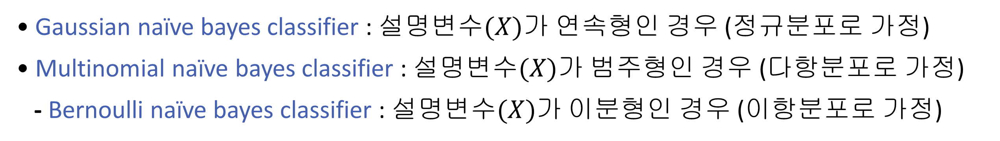 • Gaussian naïve bayes classifier : 설명변수(X)가 연속형인 경우 (정규분포로 가정)
• Multinomial naïve bayes classifier : 설명변수(X)가 범주형인 경우 (다항분포로 가정)
- Bernoulli naïve bayes classifier : 설명변수(X)가 이분형인 경우 (이항분포로 가정)